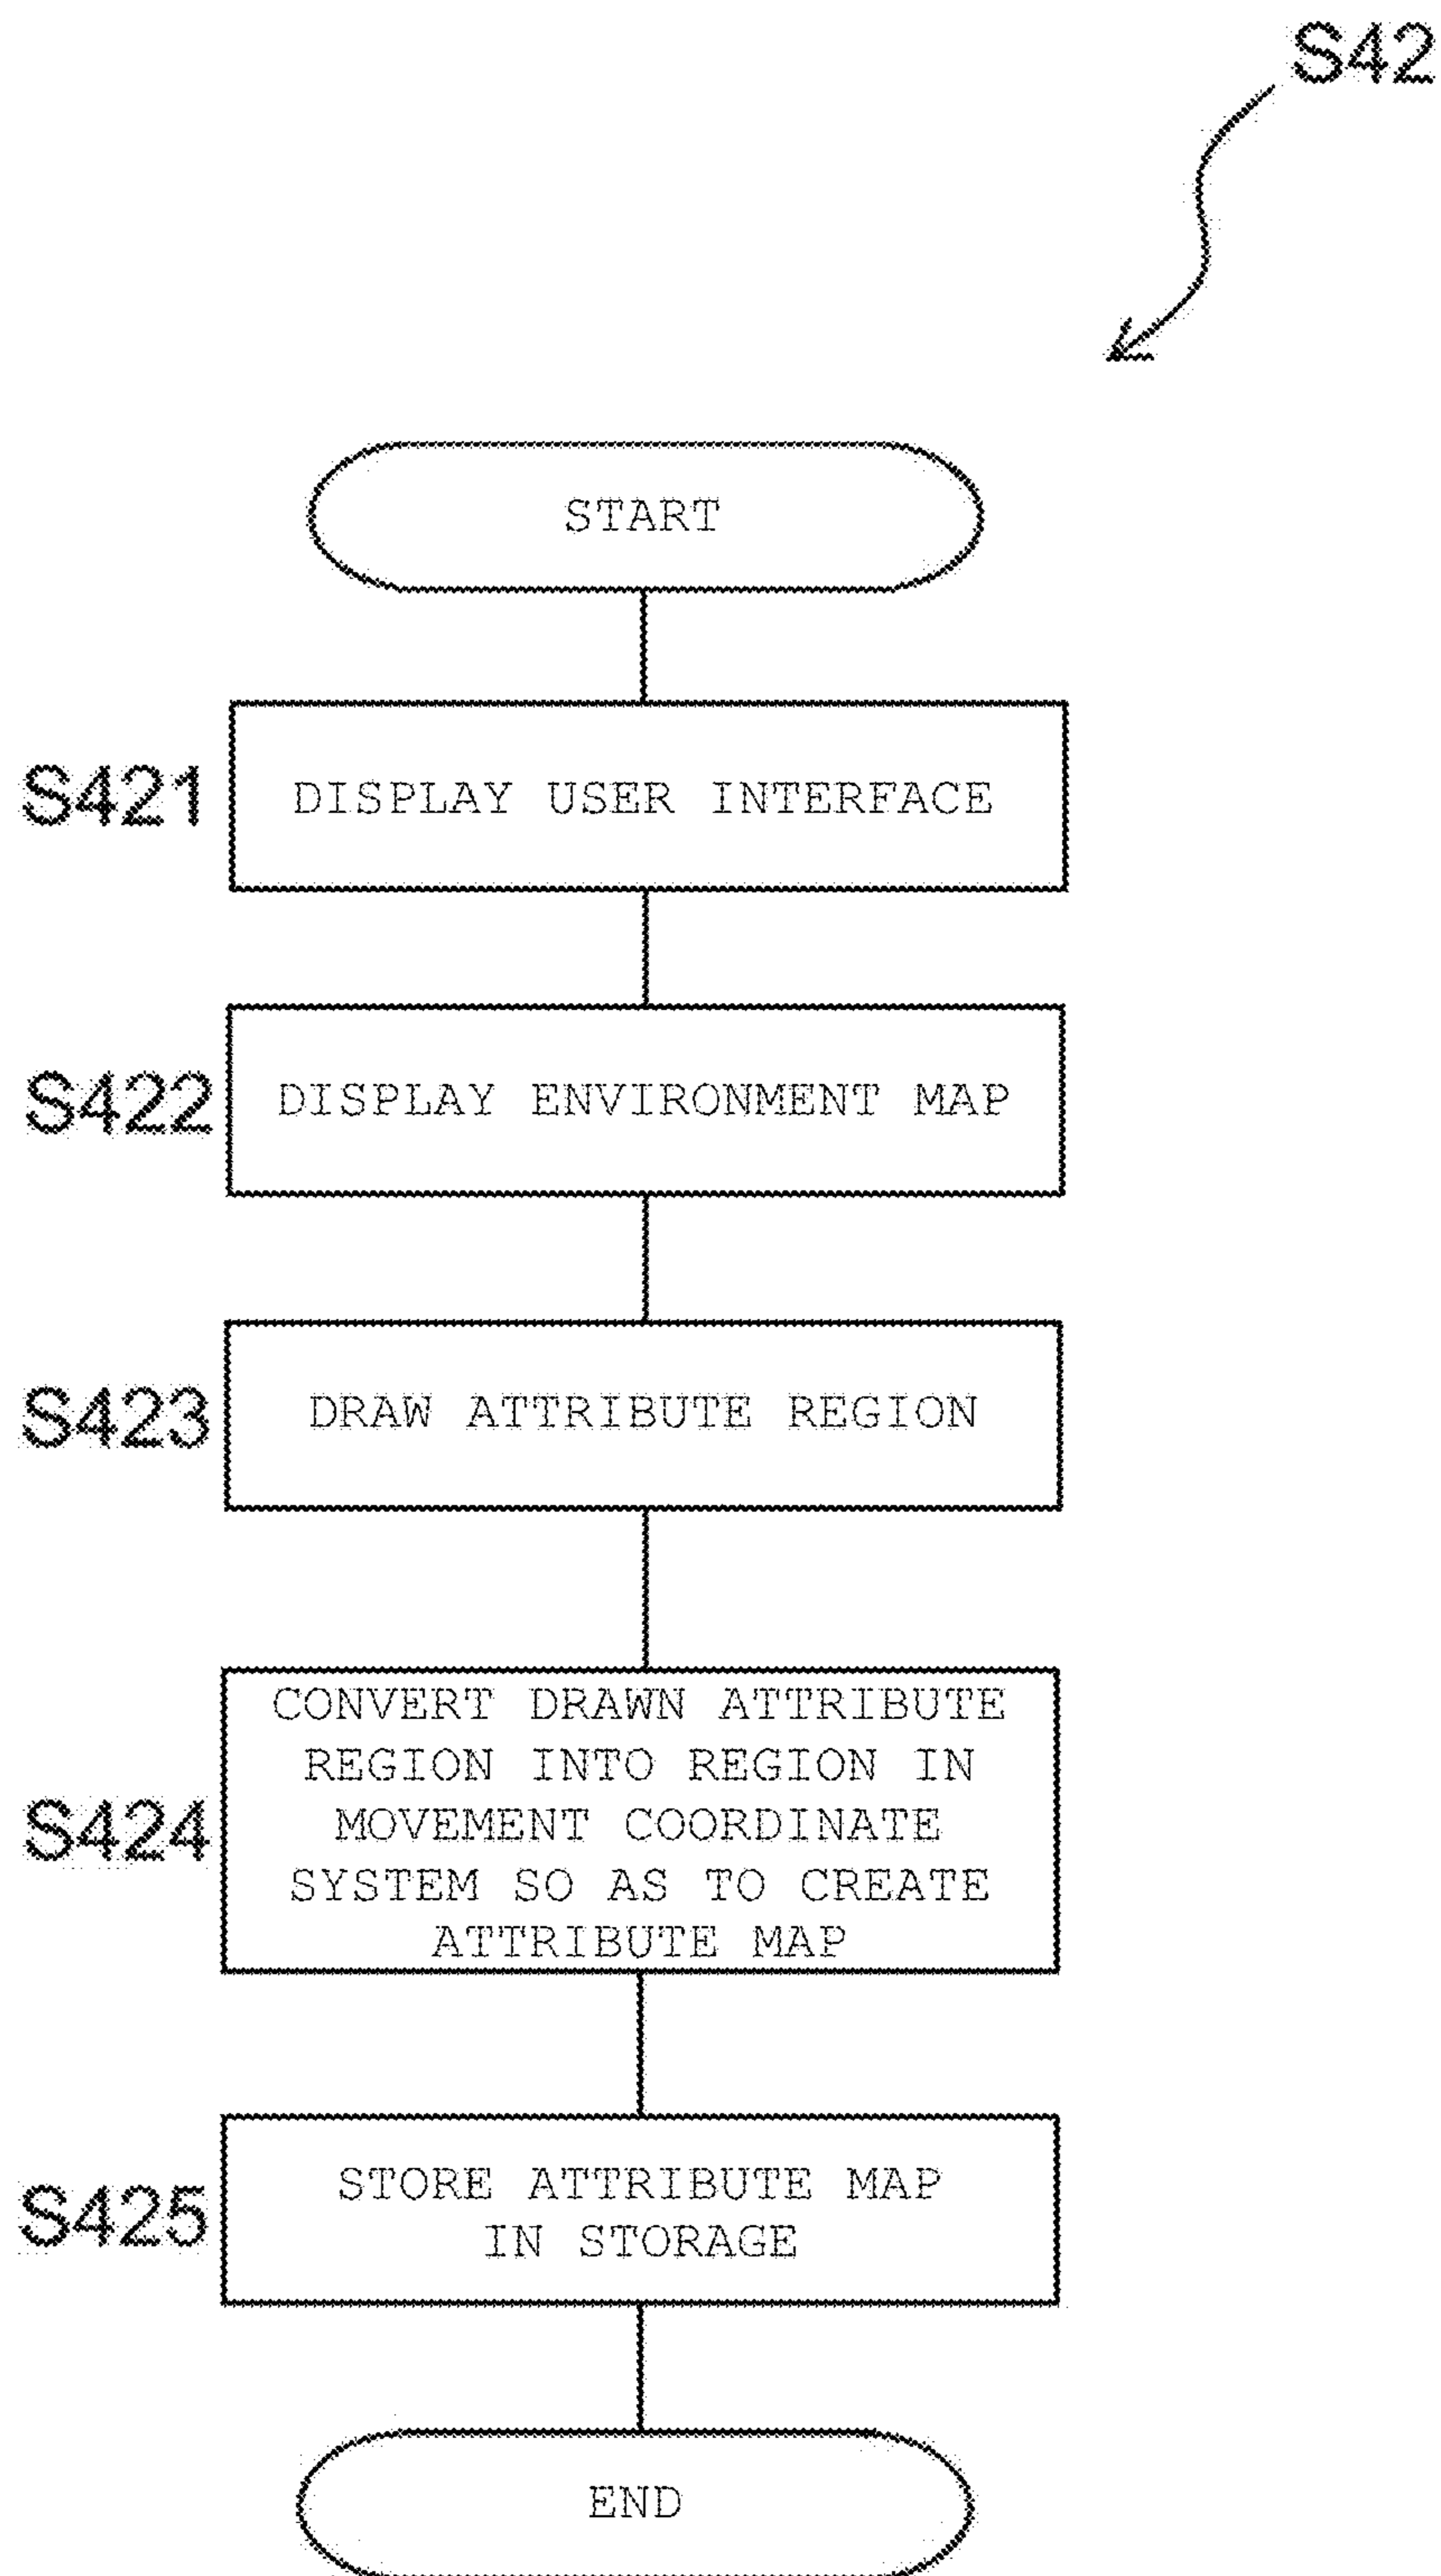 S42
START
S421
DISPLAY USER INTERFACE
S422
DISPLAY ENVIRONMENT MAP
S423
DRAW ATTRIBUTE REGION
S424
CONVERT DRAWN ATTRIBUTE
REGION INTO REGION IN
MOVEMENT COORDINATE
SYSTEM SO AS TO CREATE
ATTRIBUTE MAP
S425
STORE ATTRIBUTE MAP
IN STORAGE
END